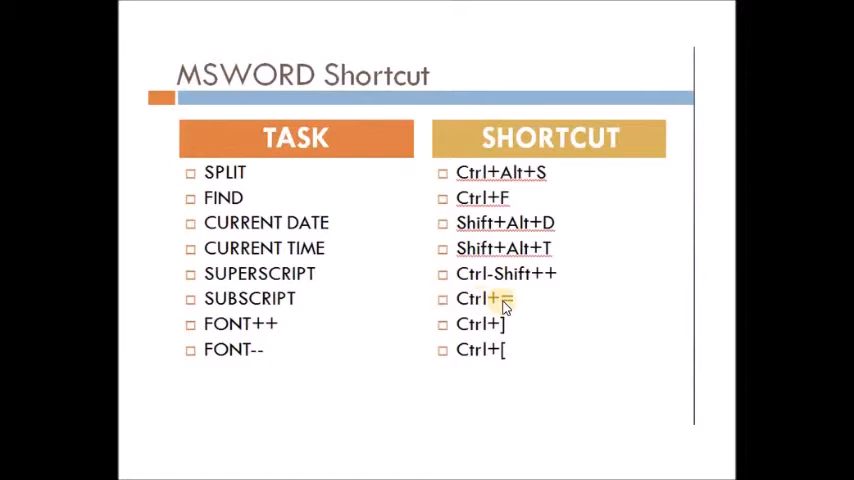 MSWORD Shortcut
TASK
SHORTCUT
SPLIT
Ctrl+Alt+S
FIND
Ctrl+F
CURRENT DATE
Shift+Alt+D
CURRENT TIME
Shift+Alt+T
SUPERSCRIPT
Ctrl-Shift++
SUBSCRIPT
Ctrl+=
FONT++
Ctrl+]
FONT--
Ctrl+[